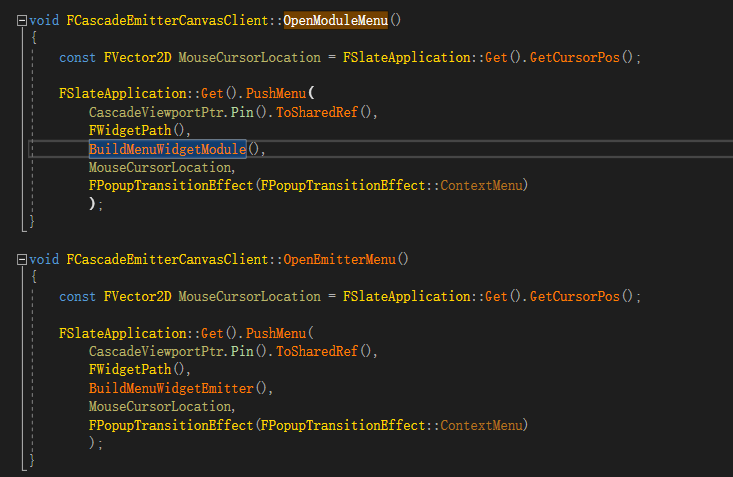 void FCascadeEmitterCanvasClient::OpenModuleMenu()
{
const FVector2D MouseCursorLocation = FSlateApplication::Get().GetCursorPos();
FSlateApplication::Get().PushMenu(
CascadeViewportPtr.Pin().ToSharedRef(),
FWidgetPath(),
BuildMenuWidgetModule(),
MouseCursorLocation,
FPopupTransitionEffect(FPopupTransitionEffect::ContextMenu)
);
}
void FCascadeEmitterCanvasClient::OpenEmitterMenu()
{
const FVector2D MouseCursorLocation = FSlateApplication::Get().GetCursorPos();
FSlateApplication::Get().PushMenu(
CascadeViewportPtr.Pin().ToSharedRef(),
FWidgetPath(),
BuildMenuWidgetEmitter(),
MouseCursorLocation,
FPopupTransitionEffect(FPopupTransitionEffect::ContextMenu)
);
}